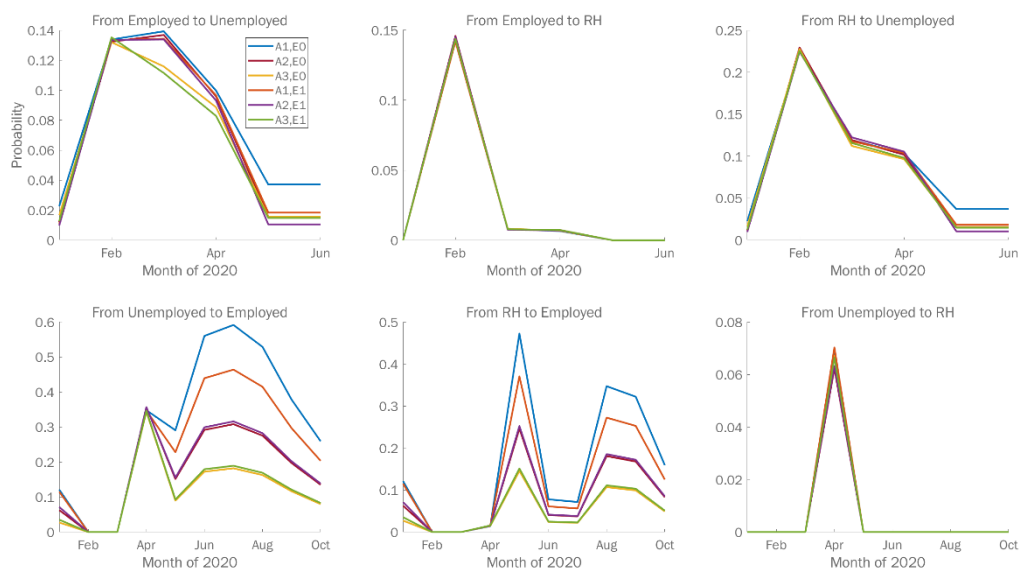 From Employed to Unemployed
0.14
0.12
0.1
0.08
0.06
0.04
0.02
0
Probability
A1,E0
A2,E0
A3,E0
A1,E1
A2,E1
A3,E1
Feb Apr Jun
Month of 2020
From Employed to RH
0.15
0.1
0.05
0
Feb Apr Jun
Month of 2020
From RH to Unemployed
0.25
0.2
0.15
0.1
0.05
0
Feb Apr Jun
Month of 2020
From Unemployed to Employed
0.6
0.5
0.4
0.3
0.2
0.1
0
Feb Apr Jun Aug Oct
Month of 2020
From RH to Employed
0.5
0.4
0.3
0.2
0.1
0
Feb Apr Jun Aug Oct
Month of 2020
From Unemployed to RH
0.08
0.06
0.04
0.02
0
Feb Apr Jun Aug Oct
Month of 2020